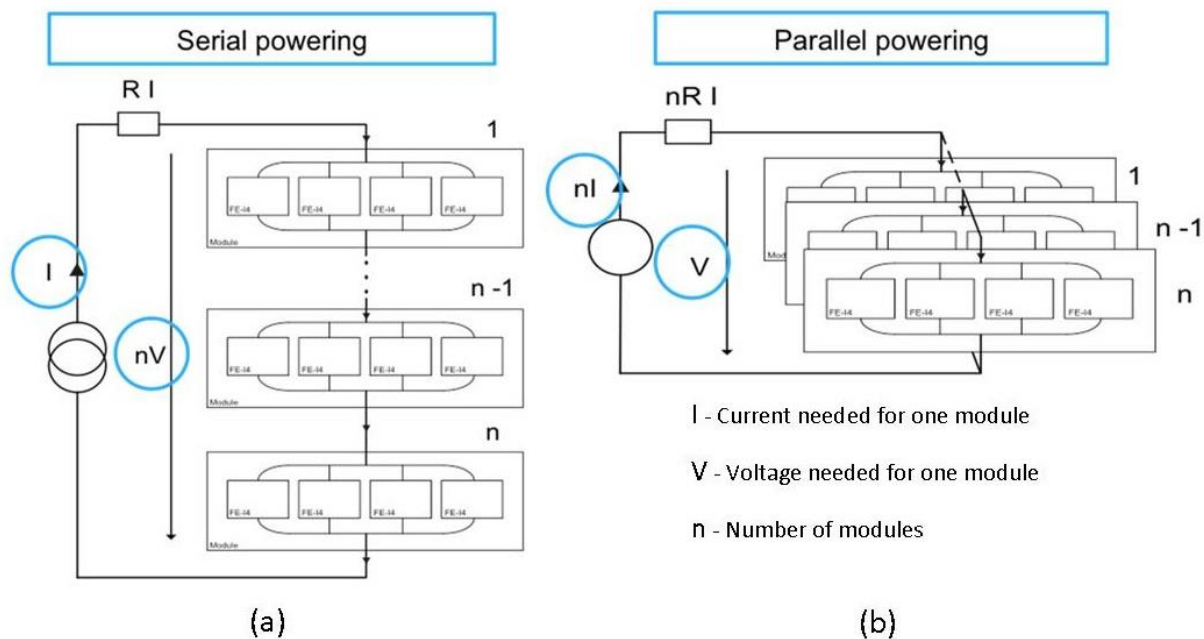 Serial powering
R I
1
I
nV
FE-I4 FE-I4 FE-I4 FE-I4
Module
n -1
FE-I4 FE-I4 FE-I4 FE-I4
Module
n
FE-I4 FE-I4 FE-I4 FE-I4
Module
(a)
Parallel powering
nR I
nI
V
1
n -1
n
FE-I4 FE-I4 FE-I4 FE-I4
Module
I - Current needed for one module
V - Voltage needed for one module
n - Number of modules
(b)